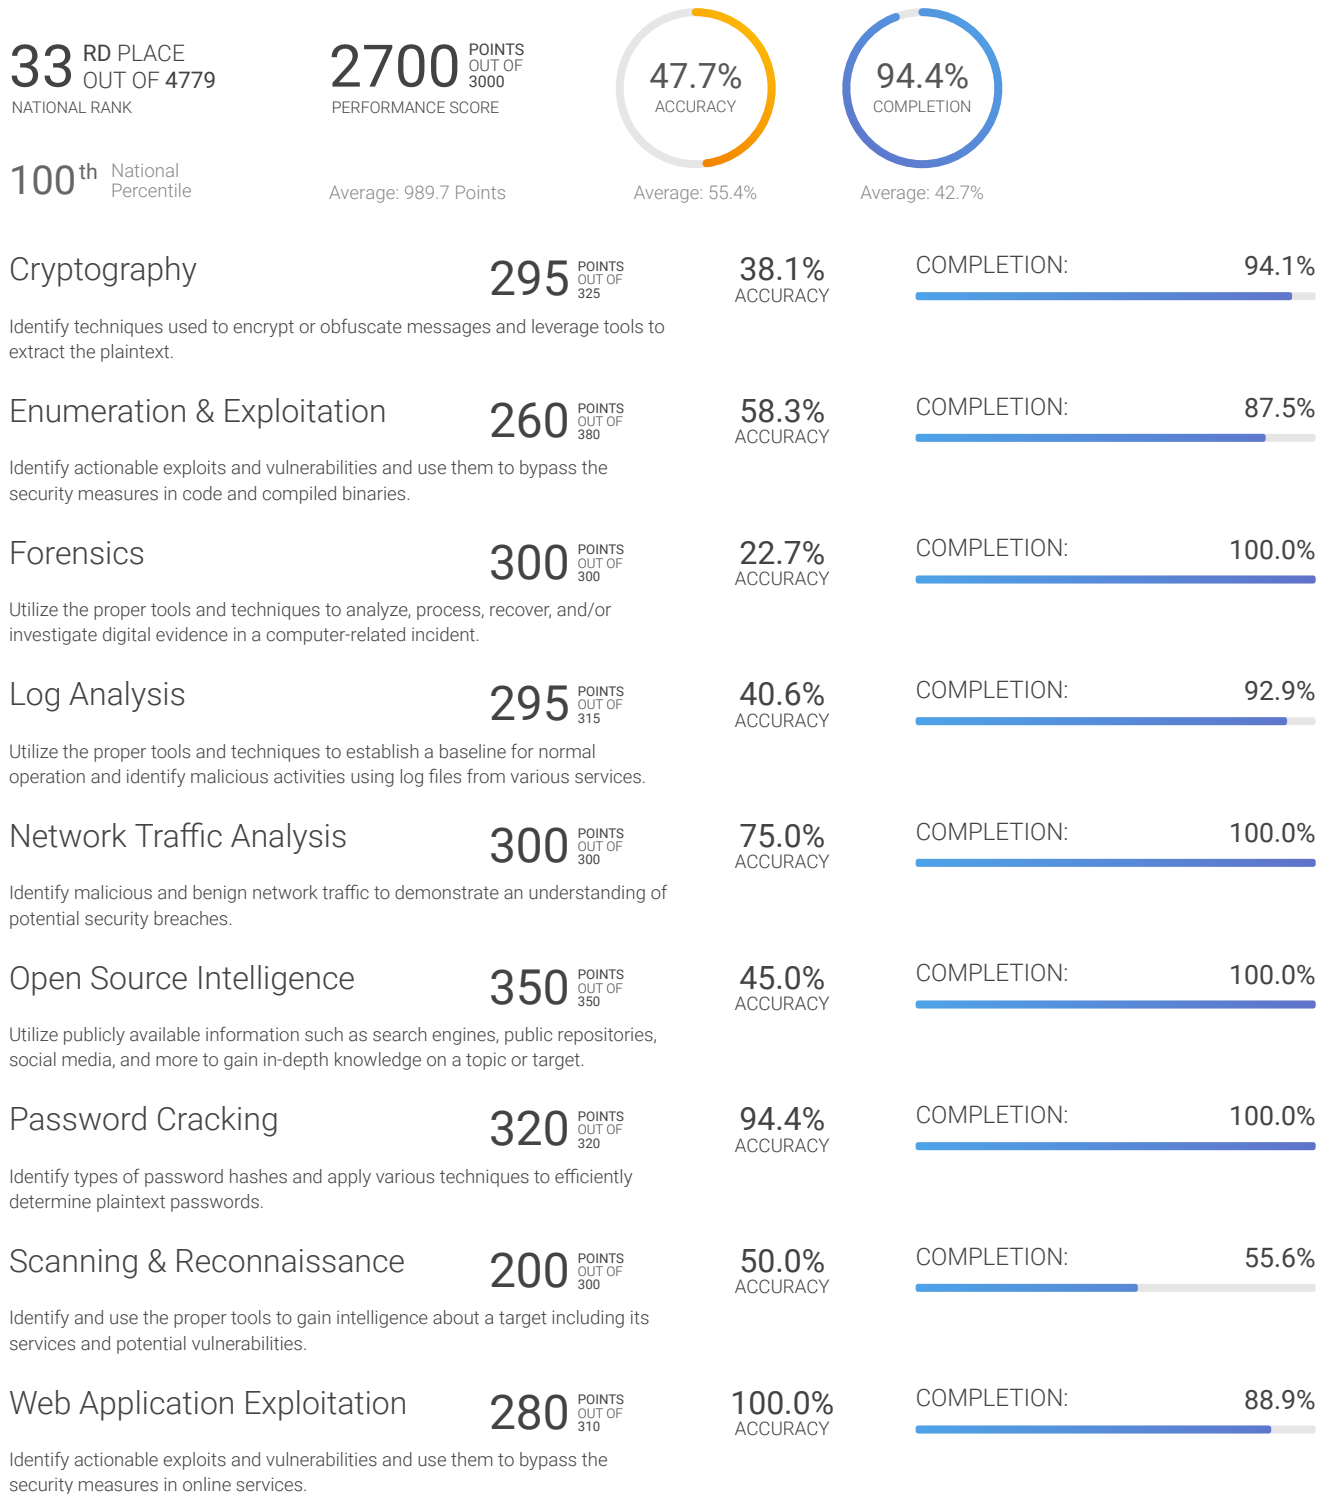 33 RD PLACE
OUT OF 4779
NATIONAL RANK
100th National
Percentile
2700 POINTS
OUT OF
3000
PERFORMANCE SCORE
Average: 989.7 Points
47.7%
ACCURACY
Average: 55.4%
94.4%
COMPLETION
Average: 42.7%
Cryptography
295 POINTS
OUT OF
325
38.1%
ACCURACY
COMPLETION: 94.1%
Identify techniques used to encrypt or obfuscate messages and leverage tools to
extract the plaintext.
Enumeration & Exploitation
260 POINTS
OUT OF
380
58.3%
ACCURACY
COMPLETION: 87.5%
Identify actionable exploits and vulnerabilities and use them to bypass the
security measures in code and compiled binaries.
Forensics
300 POINTS
OUT OF
300
22.7%
ACCURACY
COMPLETION: 100.0%
Utilize the proper tools and techniques to analyze, process, recover, and/or
investigate digital evidence in a computer-related incident.
Log Analysis
295 POINTS
OUT OF
315
40.6%
ACCURACY
COMPLETION: 92.9%
Utilize the proper tools and techniques to establish a baseline for normal
operation and identify malicious activities using log files from various services.
Network Traffic Analysis
300 POINTS
OUT OF
300
75.0%
ACCURACY
COMPLETION: 100.0%
Identify malicious and benign network traffic to demonstrate an understanding of
potential security breaches.
Open Source Intelligence
350 POINTS
OUT OF
350
45.0%
ACCURACY
COMPLETION: 100.0%
Utilize publicly available information such as search engines, public repositories,
social media, and more to gain in-depth knowledge on a topic or target.
Password Cracking
320 POINTS
OUT OF
320
94.4%
ACCURACY
COMPLETION: 100.0%
Identify types of password hashes and apply various techniques to efficiently
determine plaintext passwords.
Scanning & Reconnaissance
200 POINTS
OUT OF
300
50.0%
ACCURACY
COMPLETION: 55.6%
Identify and use the proper tools to gain intelligence about a target including its
services and potential vulnerabilities.
Web Application Exploitation
280 POINTS
OUT OF
310
100.0%
ACCURACY
COMPLETION: 88.9%
Identify actionable exploits and vulnerabilities and use them to bypass the
security measures in online services.